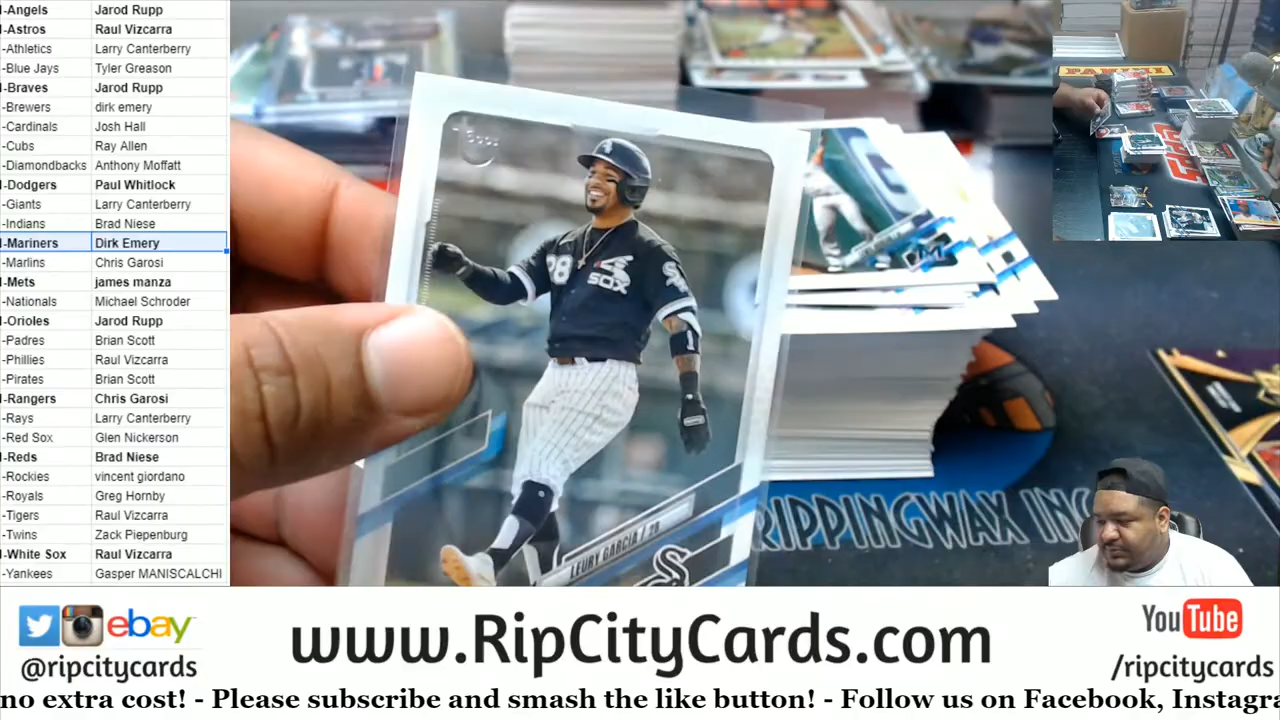 -Angels Jarod Rupp
-Astros Raul Vizcarra
-Athletics Larry Canterberry
-Blue Jays Tyler Greason
-Braves Jarod Rupp
-Brewers dirk emery
-Cardinals Josh Hall
-Cubs Ray Allen
-Diamondbacks Anthony Moffatt
-Dodgers Paul Whitlock
-Giants Larry Canterberry
-Indians Brad Niese
-Mariners Dirk Emery
-Marlins Chris Garosi
-Mets james manza
-Nationals Michael Schroder
-Orioles Jarod Rupp
-Padres Brian Scott
-Phillies Raul Vizcarra
-Pirates Brian Scott
-Rangers Chris Garosi
-Rays Larry Canterberry
-Red Sox Glen Nickerson
-Reds Brad Niese
-Rockies vincent giordano
-Royals Greg Hornby
-Tigers Raul Vizcarra
-Twins Zack Piepenburg
-White Sox Raul Vizcarra
-Yankees Gasper MANISCALCHI
PANINI
28
SOX
1
LEURY GARCIA / 28
RIPPINGWAX INC
ebay
@ripcitycards
www.RipCityCards.com
YouTube
/ripcitycards
no extra cost! - Please subscribe and smash the like button! - Follow us on Facebook, Instagra